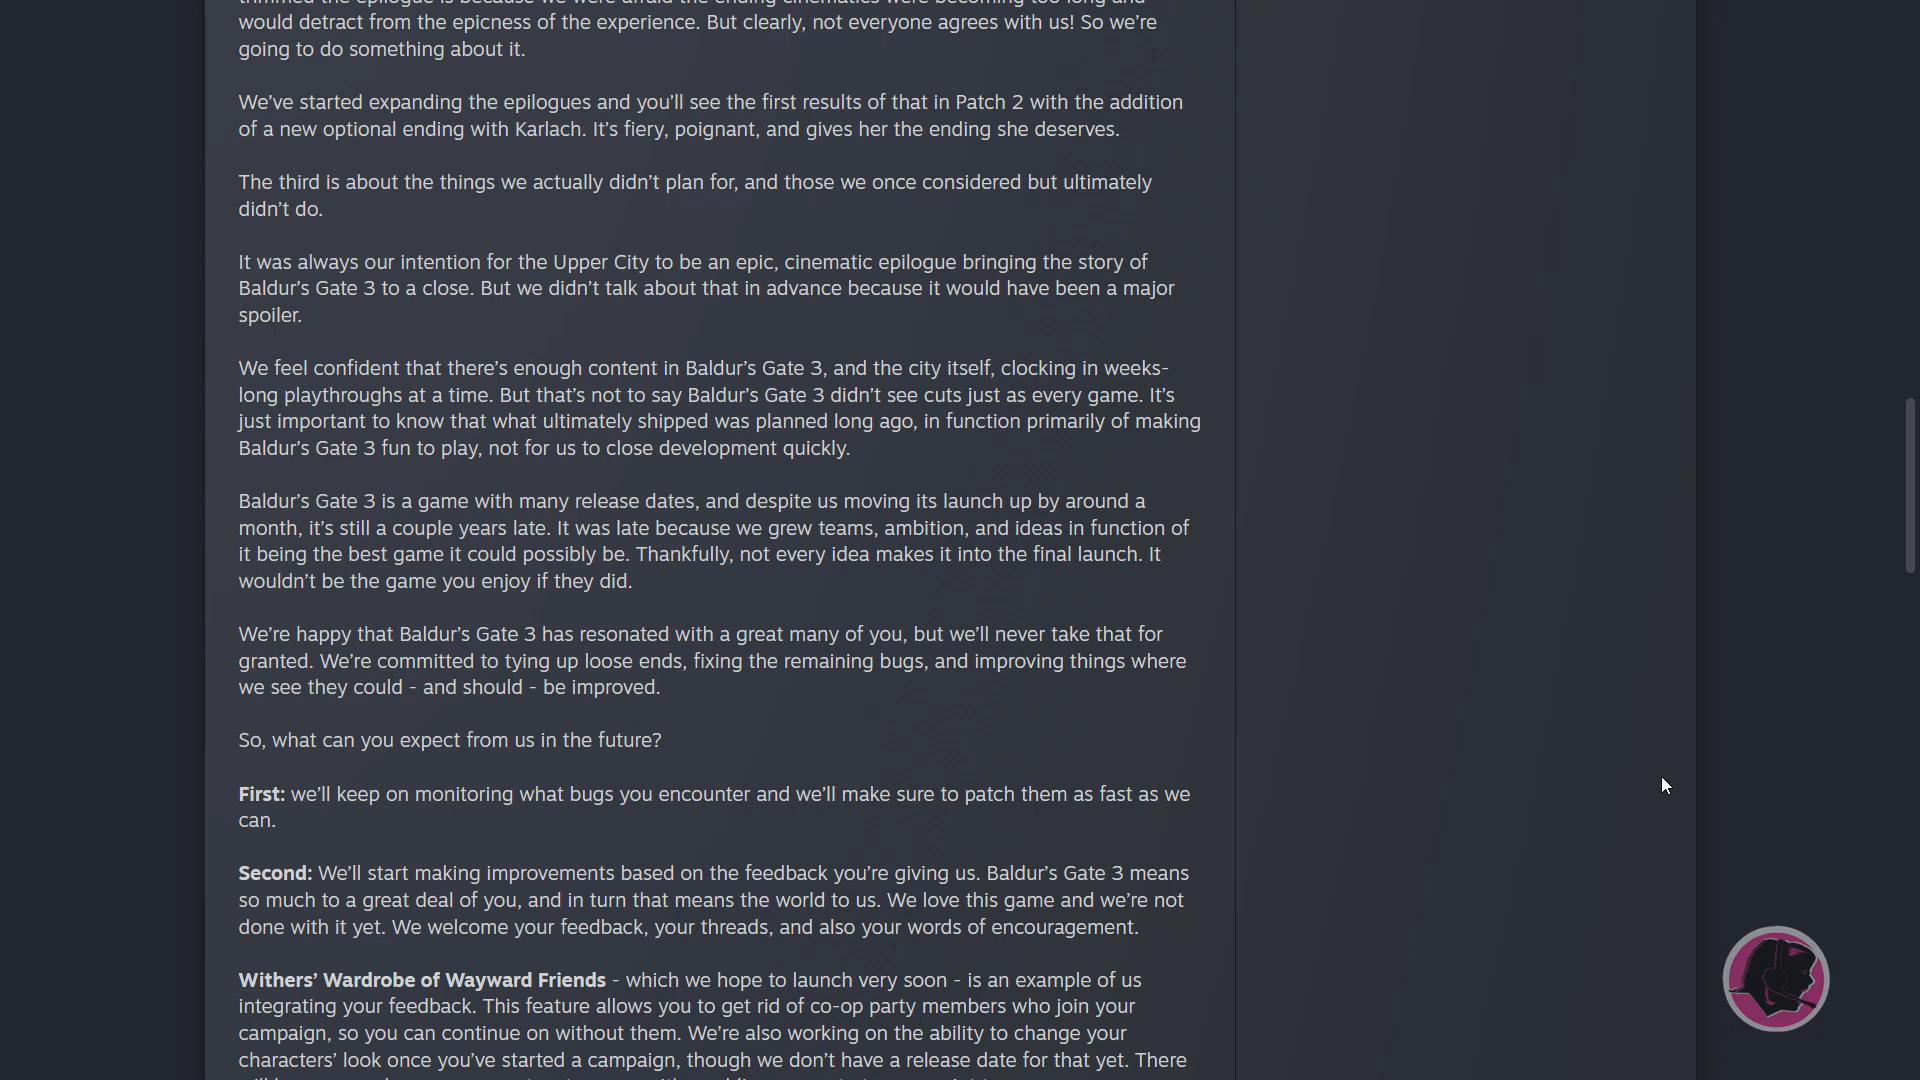 trimmed the epilogue is because we were afraid the ending cinematics were becoming too long and
would detract from the epicness of the experience. But clearly, not everyone agrees with us! So we’re
going to do something about it.
We’ve started expanding the epilogues and you’ll see the first results of that in Patch 2 with the addition
of a new optional ending with Karlach. It’s fiery, poignant, and gives her the ending she deserves.
The third is about the things we actually didn’t plan for, and those we once considered but ultimately
didn’t do.
It was always our intention for the Upper City to be an epic, cinematic epilogue bringing the story of
Baldur’s Gate 3 to a close. But we didn’t talk about that in advance because it would have been a major
spoiler.
We feel confident that there’s enough content in Baldur’s Gate 3, and the city itself, clocking in weeks-
long playthroughs at a time. But that’s not to say Baldur’s Gate 3 didn’t see cuts just as every game. It’s
just important to know that what ultimately shipped was planned long ago, in function primarily of making
Baldur’s Gate 3 fun to play, not for us to close development quickly.
Baldur’s Gate 3 is a game with many release dates, and despite us moving its launch up by around a
month, it’s still a couple years late. It was late because we grew teams, ambition, and ideas in function of
it being the best game it could possibly be. Thankfully, not every idea makes it into the final launch. It
wouldn’t be the game you enjoy if they did.
We’re happy that Baldur’s Gate 3 has resonated with a great many of you, but we’ll never take that for
granted. We’re committed to tying up loose ends, fixing the remaining bugs, and improving things where
we see they could - and should - be improved.
So, what can you expect from us in the future?
First: we’ll keep on monitoring what bugs you encounter and we’ll make sure to patch them as fast as we
can.
Second: We’ll start making improvements based on the feedback you’re giving us. Baldur’s Gate 3 means
so much to a great deal of you, and in turn that means the world to us. We love this game and we’re not
done with it yet. We welcome your feedback, your threads, and also your words of encouragement.
Withers’ Wardrobe of Wayward Friends - which we hope to launch very soon - is an example of us
integrating your feedback. This feature allows you to get rid of co-op party members who join your
campaign, so you can continue on without them. We’re also working on the ability to change your
characters’ look once you’ve started a campaign, though we don’t have a release date for that yet. There